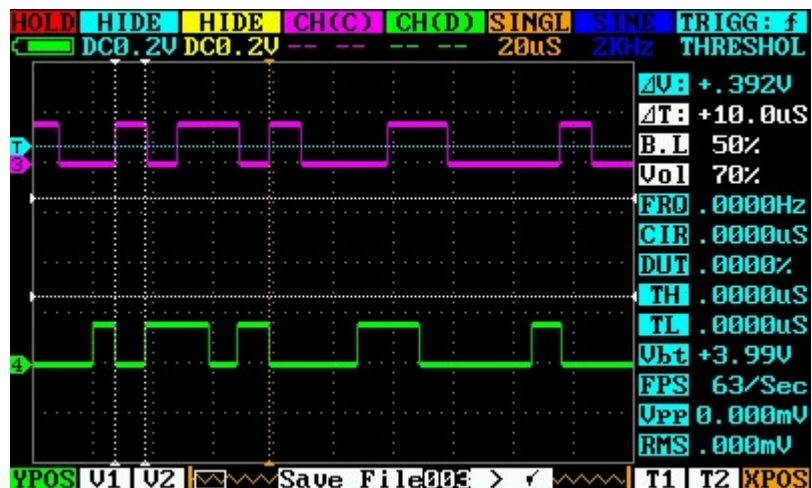 HOLD HIDE HIDE CH(C) CH(D) SINGL SINE TRIGG: f
DC0.2V DC0.2V -- -- -- -- 20uS 2KHz THRESHOL
⊿V: +.392V
⊿T: +10.0uS
T
B.L 50%
3
Vol 70%
FRQ .0000Hz
CIR .0000uS
DUT .0000%
TH .0000uS
TL .0000uS
4
Vbt +3.99V
FPS 63/Sec
Vpp 0.000mV
RMS .000mV
YPOS V1 V2 Save File003 > ✓ T1 T2 XPOS